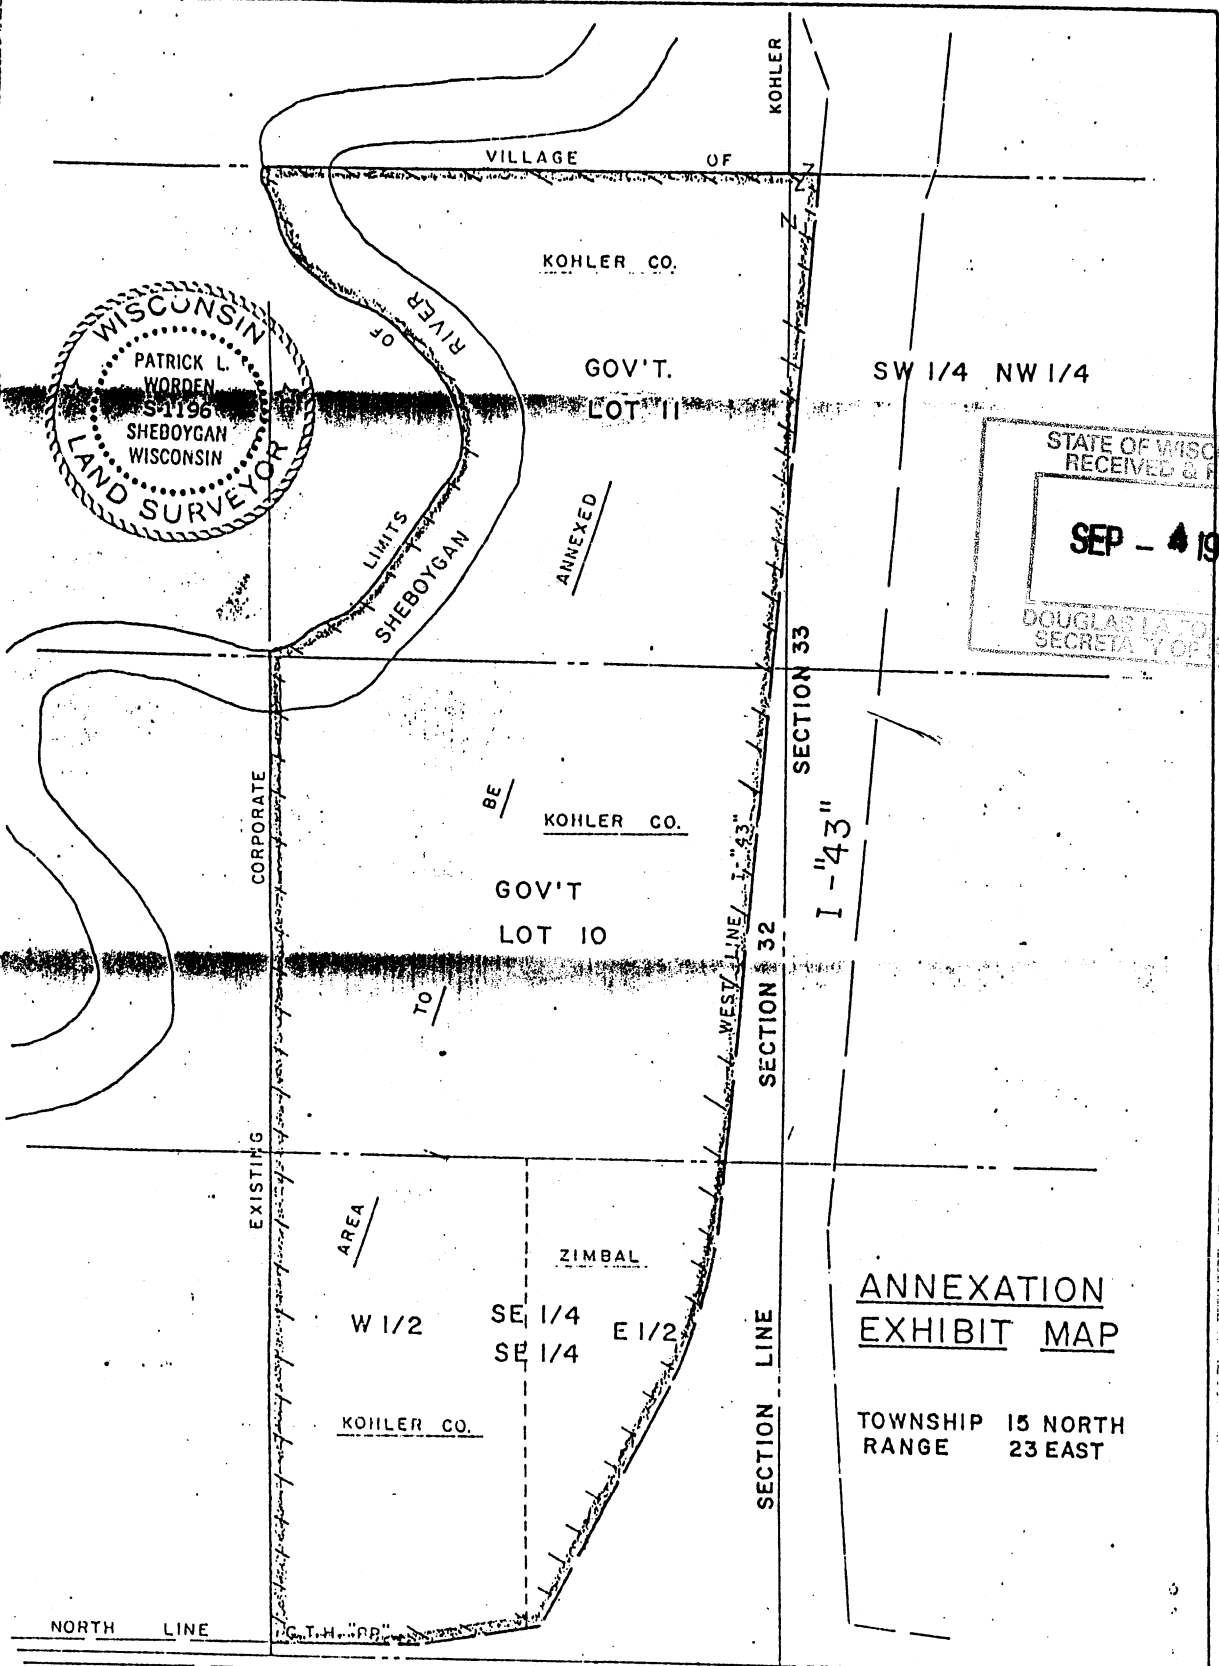 KOHLER
VILLAGE OF
KOHLER CO.
RIVER
OF
WISCONSIN
PATRICK L.
WORDEN
S-1196
SHEBOYGAN
WISCONSIN
LAND SURVEYOR
GOV'T.
LOT 11
SW 1/4 NW 1/4
STATE OF WISC
RECEIVED &
SEP - 4 19
DOUGLAS LA
SECRETA Y OF
ANNEXED
LIMITS
SHEBOYGAN
SECTION 33
CORPORATE
BE
KOHLER CO.
WEST LINE I-"43"
I-"43"
GOV'T
LOT 10
SECTION 32
TO
EXISTING
AREA
ZIMBAL
W 1/2
SE 1/4
SE 1/4
E 1/2
KOHLER CO.
SECTION LINE
ANNEXATION
EXHIBIT MAP
TOWNSHIP 15 NORTH
RANGE 23 EAST
NORTH LINE C.T.H. "PP"